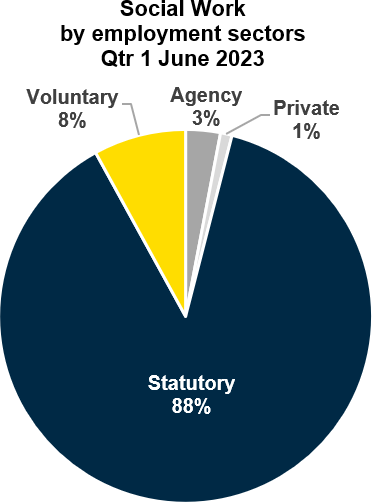 Social Work
by employment sectors
Qtr 1 June 2023
Voluntary
8%
Agency
3%
Private
1%
Statutory
88%